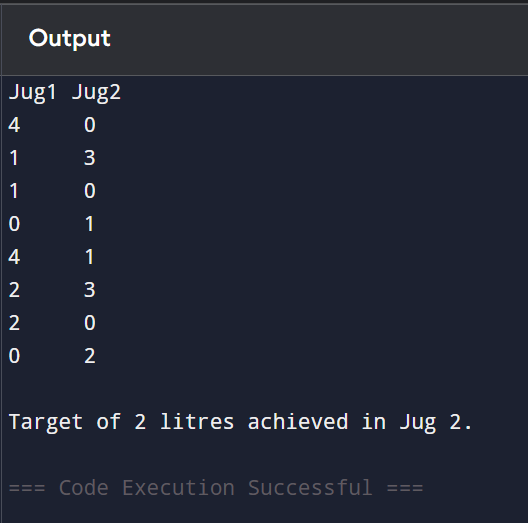 Output
Jug1 Jug2
4 0
1 3
1 0
0 1
4 1
2 3
2 0
0 2
Target of 2 litres achieved in Jug 2.
=== Code Execution Successful ===